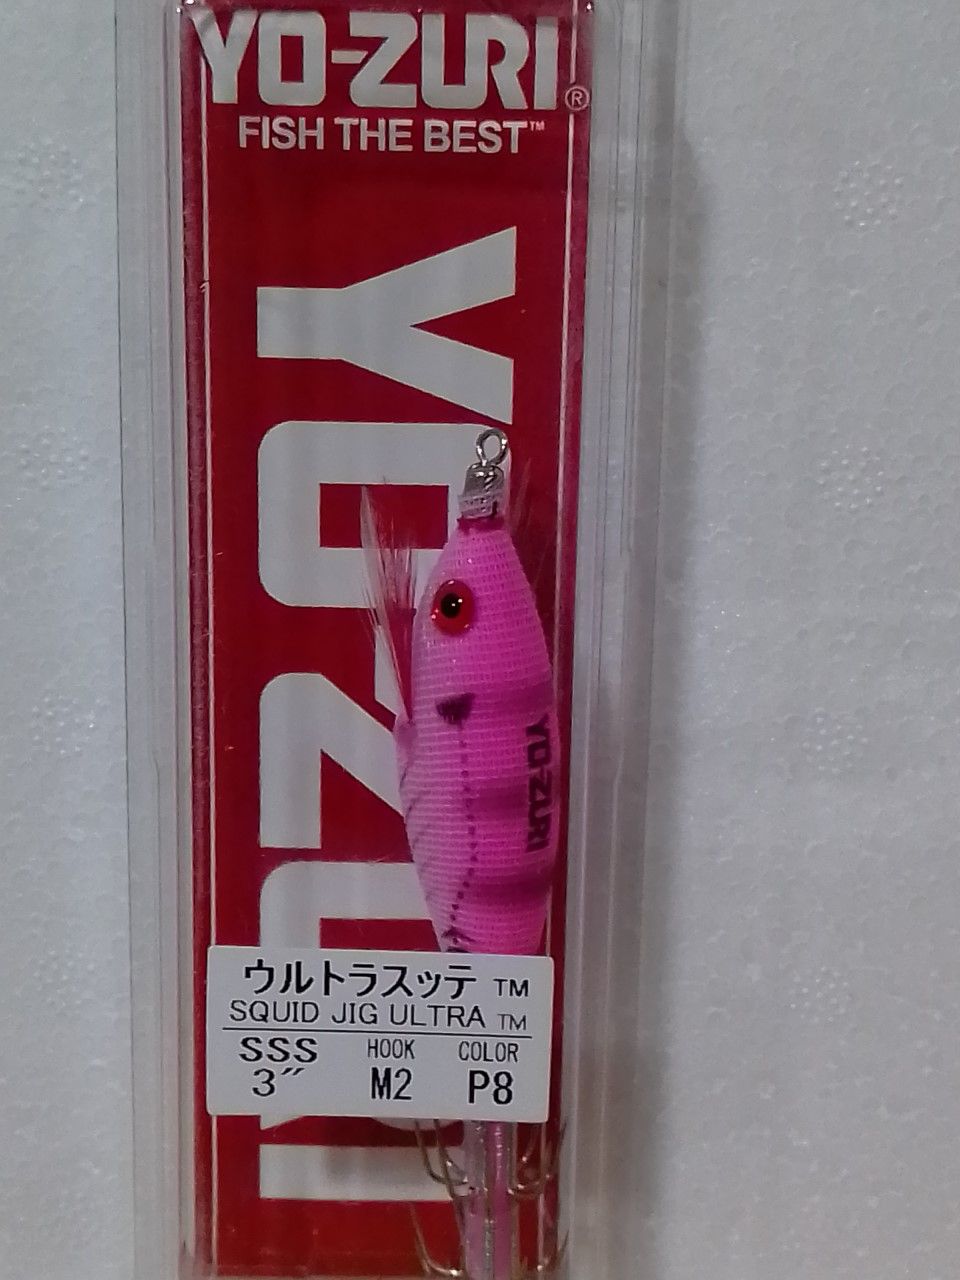 YO-ZURI®
FISH THE BEST™
YO-ZURI
YO-ZURI
ウルトラスッテ ™
SQUID JIG ULTRA ™
SSS HOOK COLOR
3″ M2 P8